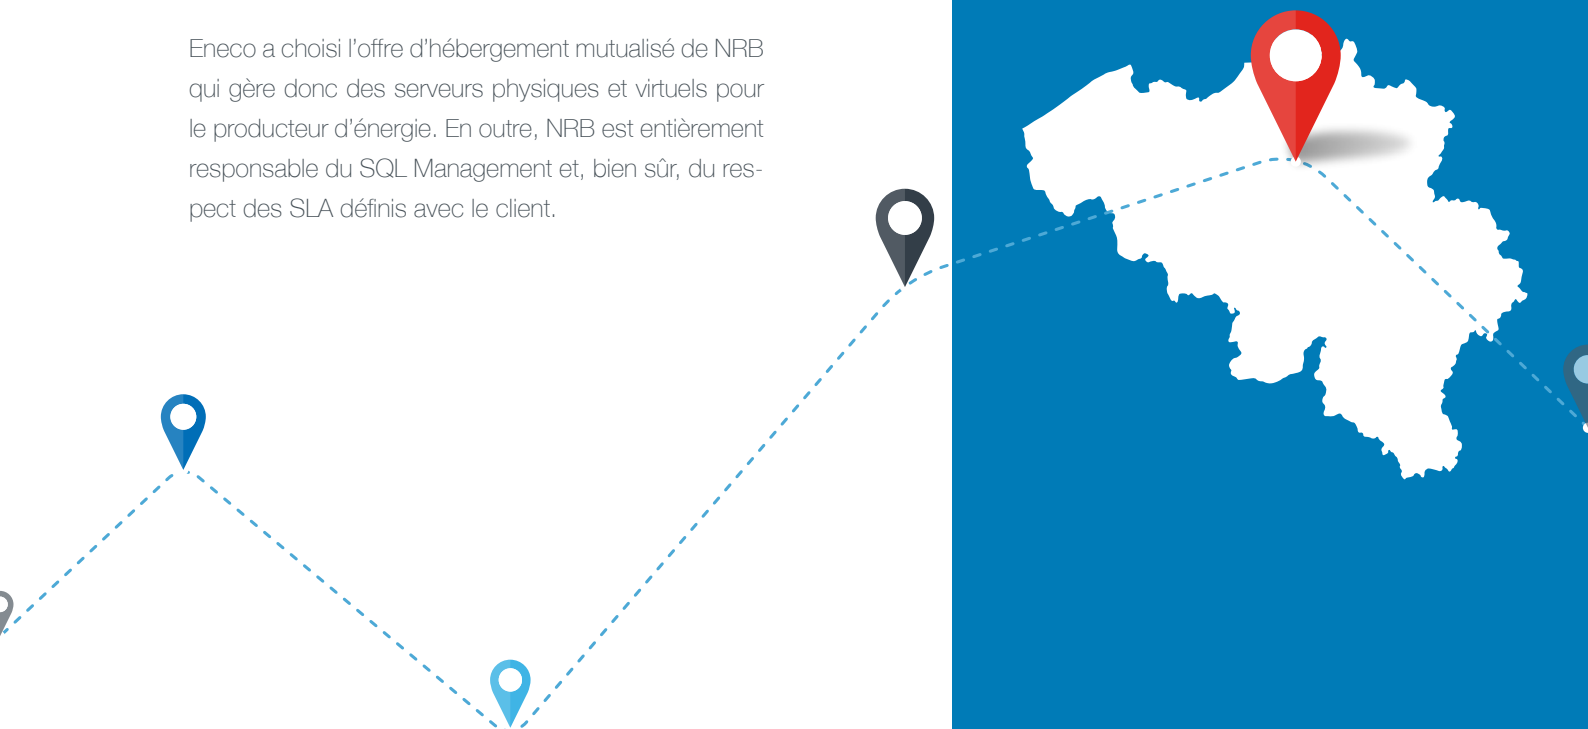 Eneco a choisi l’offre d’hébergement mutualisé de NRB
qui gère donc des serveurs physiques et virtuels pour
le producteur d’énergie. En outre, NRB est entièrement
responsable du SQL Management et, bien sûr, du res-
pect des SLA définis avec le client.